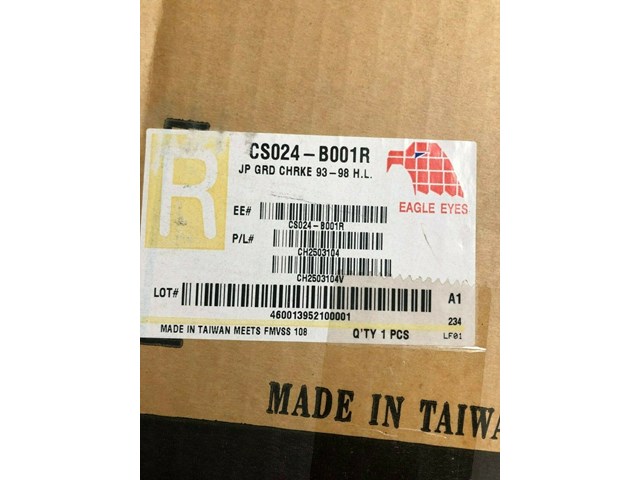 R
CS024-B001R
JP GRD CHRKE 93-98 H.L.
EAGLE EYES
EE#
CS024-B001R
P/L#
CH2503104
CH2503104V
LOT#
460013952100001
A1
234
MADE IN TAIWAN MEETS FMVSS 108
Q'TY 1 PCS
LF01
MADE IN TAIWA